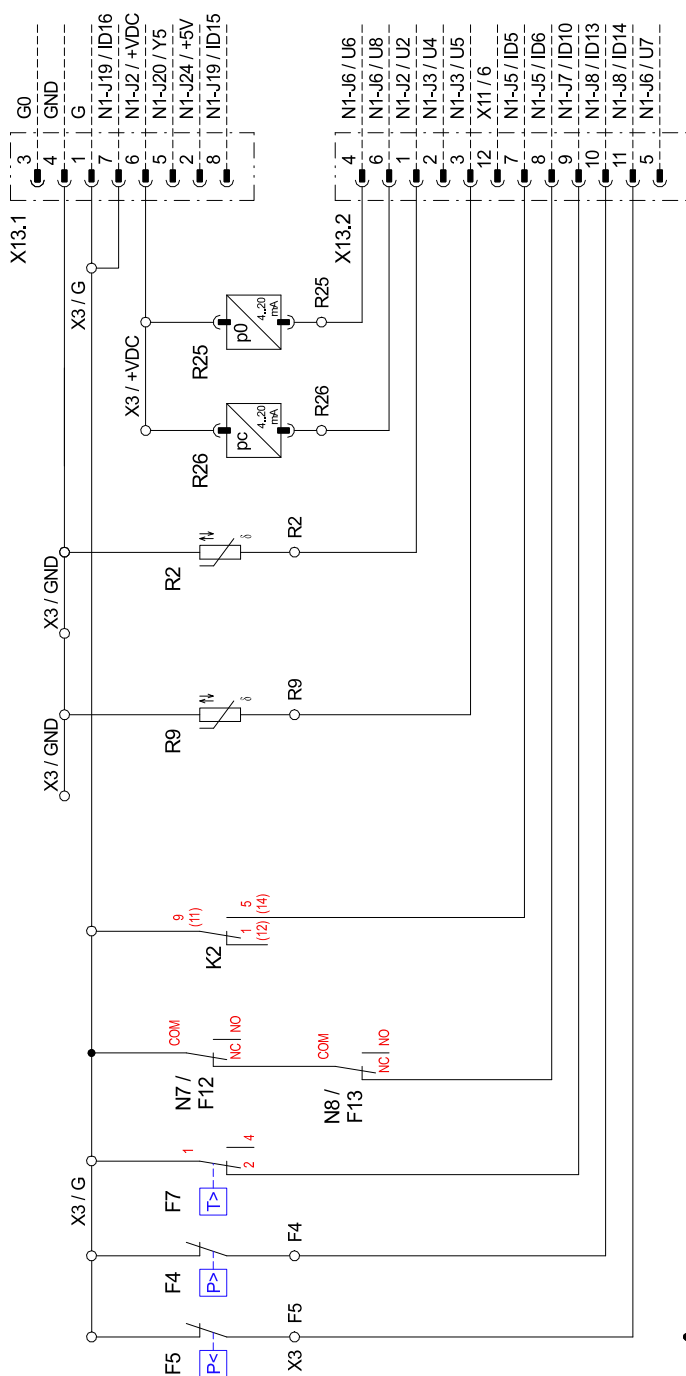 G0
GND
G
N1-J19 / ID16
N1-J2 / +VDC
N1-J20 / Y5
N1-J24 / +5V
N1-J19 / ID15
3
4
1
7
6
5
2
8
X13.1
N1-J6 / U6
N1-J6 / U8
N1-J2 / U2
N1-J3 / U4
N1-J3 / U5
X11 / 6
N1-J5 / ID5
N1-J5 / ID6
N1-J7 / ID10
N1-J8 / ID13
N1-J8 / ID14
N1-J6 / U7
4
6
1
2
3
12
7
8
9
10
11
5
X13.2
X3 / G
X3 / +VDC
R25
p0
4..20
mA
R25
R26
pc
4..20
mA
R26
X3 / GND
R2
δ
R2
X3 / GND
R9
δ
R9
K2
9
(11)
1
(12)
5
(14)
N7 /
F12
COM
NC
NO
N8 /
F13
COM
NC
NO
X3 / G
F7
T>
1
2
4
F4
P>
F4
F5
P<
F5
X3